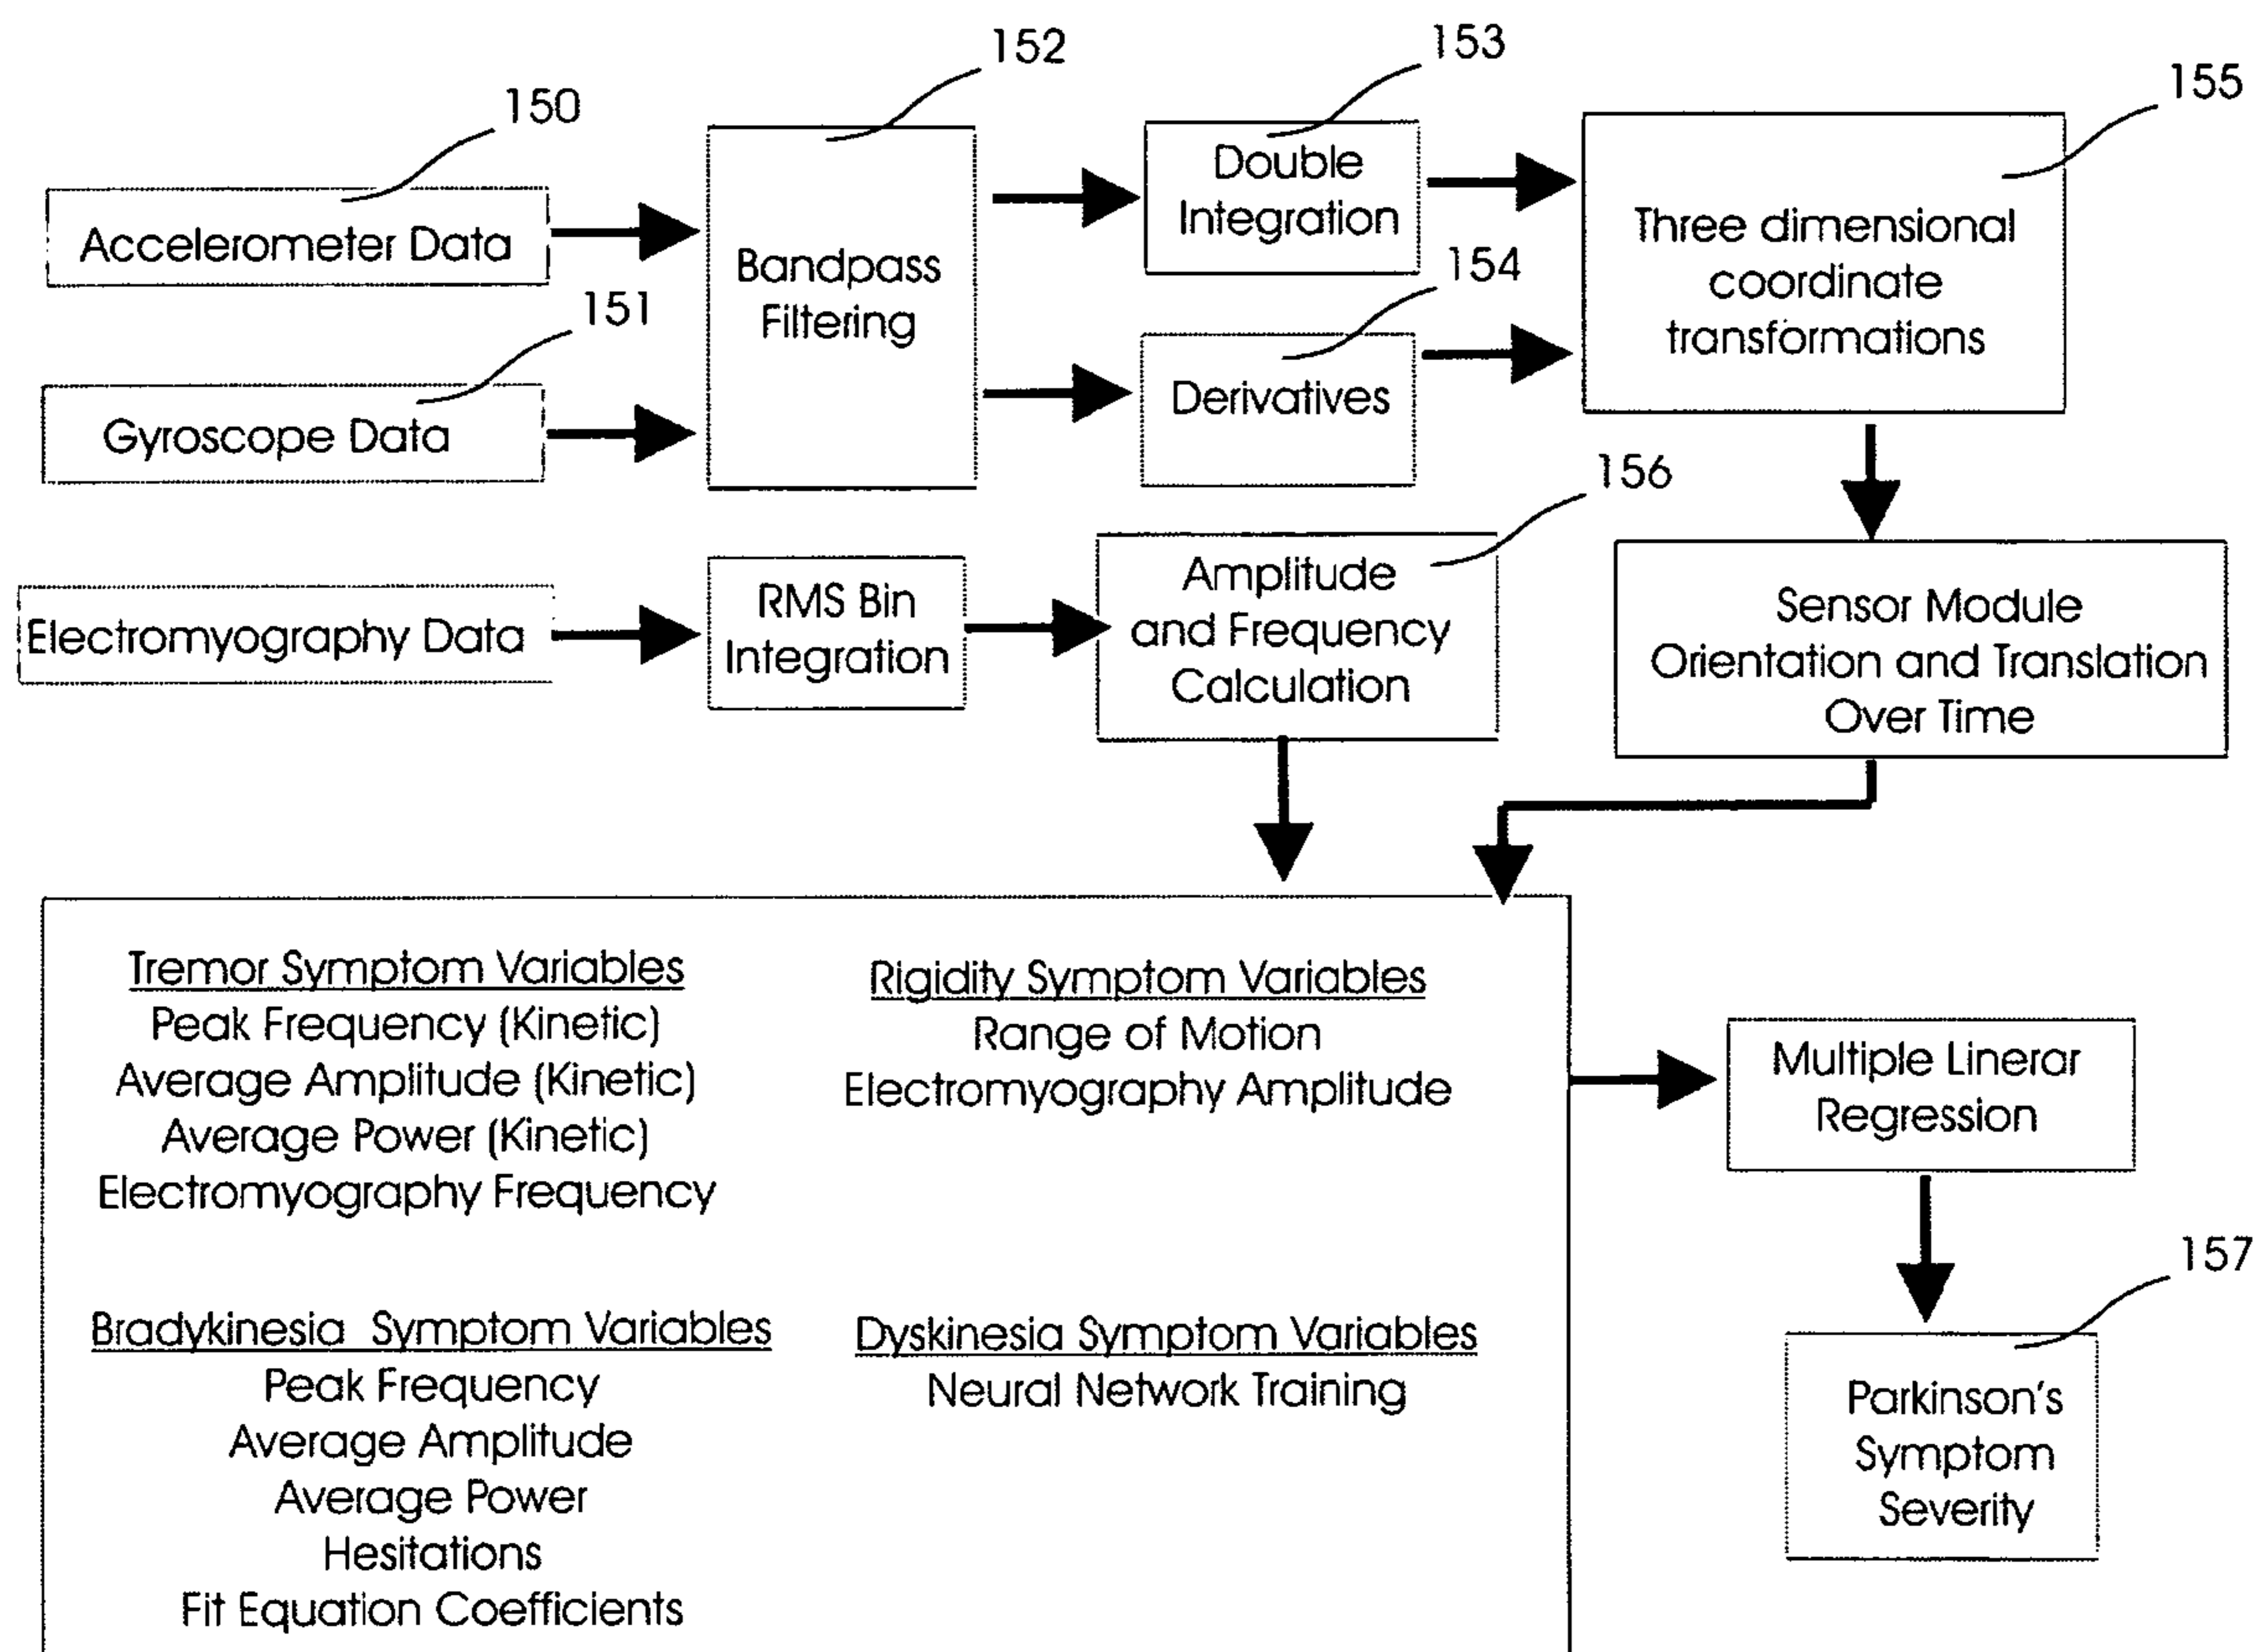 152
153
155
150
Accelerometer Data
Bandpass
Filtering
Double
Integration
Three dimensional
coordinate
transformations
151
154
Gyroscope Data
Derivatives
156
Electromyography Data
RMS Bin
Integration
Amplitude
and Frequency
Calculation
Sensor Module
Orientation and Translation
Over Time
Tremor Symptom Variables
Peak Frequency (Kinetic)
Average Amplitude (Kinetic)
Average Power (Kinetic)
Electromyography Frequency
Rigidity Symptom Variables
Range of Motion
Electromyography Amplitude
Multiple Linerar
Regression
Bradykinesia Symptom Variables
Peak Frequency
Average Amplitude
Average Power
Hesitations
Fit Equation Coefficients
Dyskinesia Symptom Variables
Neural Network Training
157
Parkinson's
Symptom
Severity